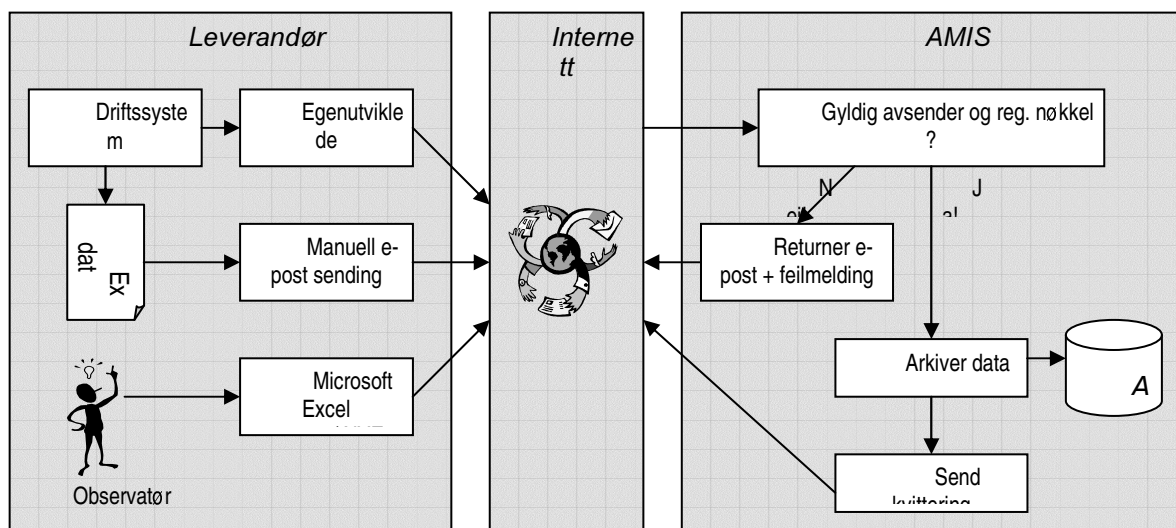 Leverandør
Driftssyste
m
Egenutvikle
de
Ex
dat
Manuell e-
post sending
Microsoft
Excel
Observatør
Interne
tt
AMIS
Gyldig avsender og reg. nøkkel
?
N
J
a!
Returner e-
post + feilmelding
Arkiver data
A
Send
kvittering